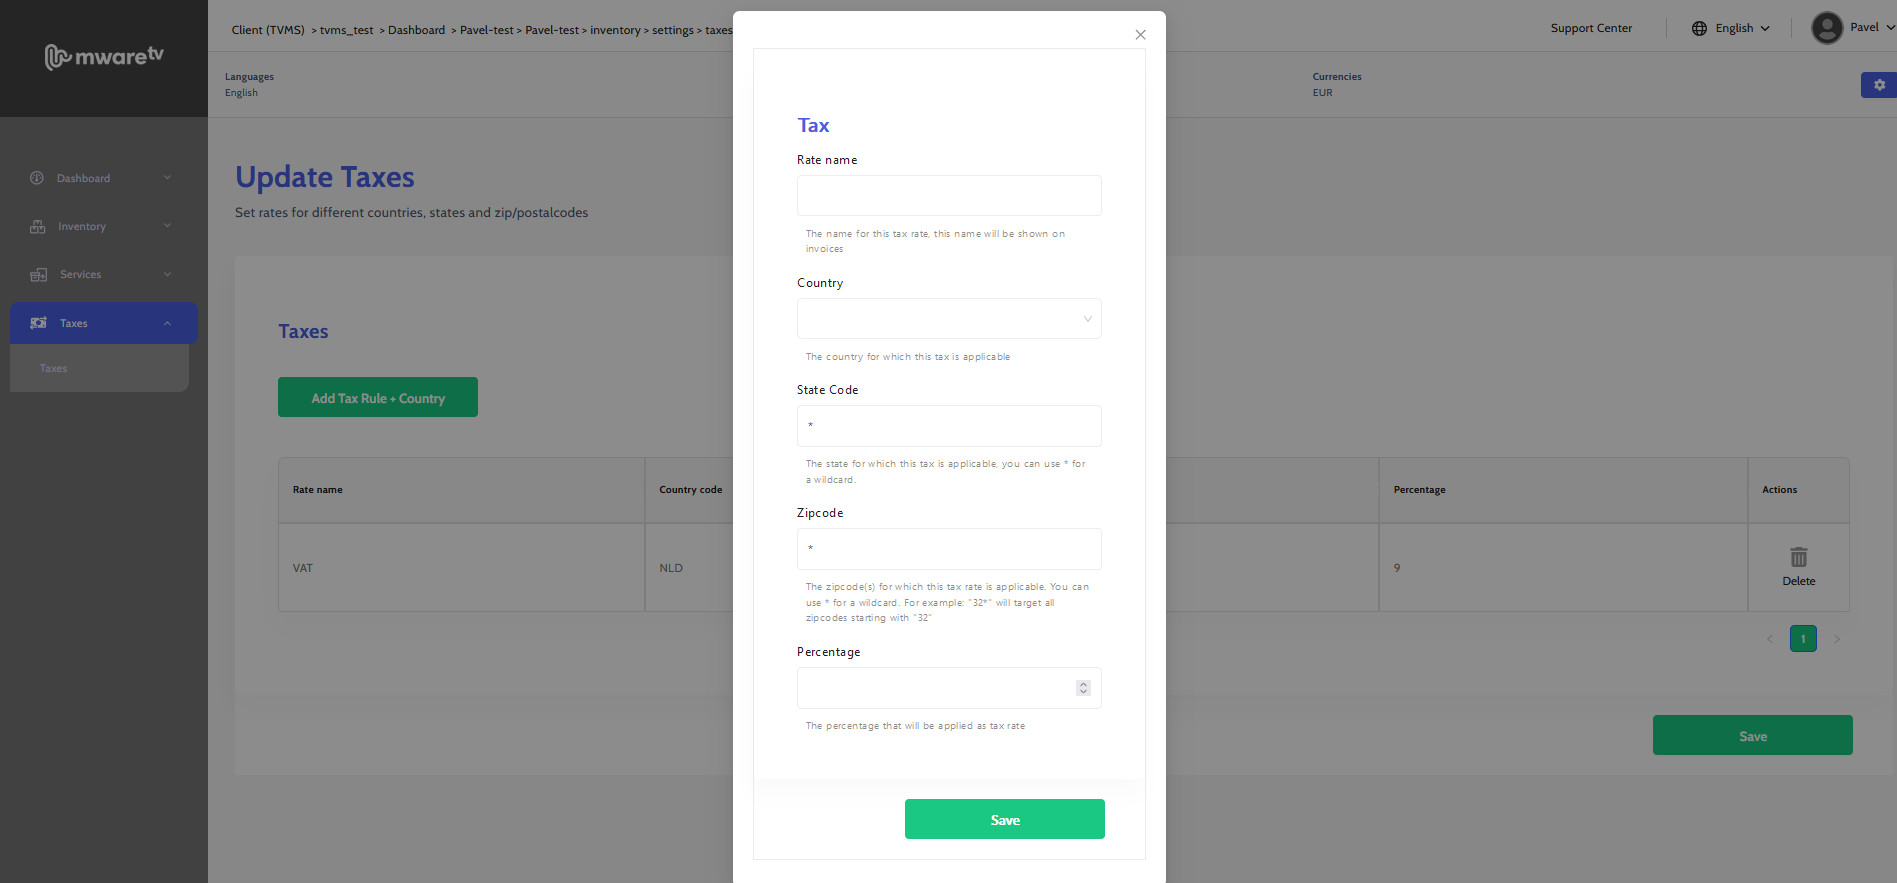 mwaretv
Client (TVMS) > tvms_test > Dashboard > Pavel-test > Pavel-test > inventory > settings > taxes
Support Center
English
Pavel
Languages
English
Currencies
EUR
Dashboard
Inventory
Services
Taxes
Taxes
Update Taxes
Set rates for different countries, states and zip/postalcodes
Taxes
Add Tax Rule + Country
Rate name
Country code
Percentage
Actions
VAT
NLD
9
Delete
< 1 >
Save
Tax
Rate name
The name for this tax rate, this name will be shown on
invoices
Country
The country for which this tax is applicable
State Code
*
The state for which this tax is applicable, you can use * for
a wildcard.
Zipcode
*
The zipcode(s) for which this tax rate is applicable. You can
use * for a wildcard. For example: "32*" will target all
zipcodes starting with "32"
Percentage
The percentage that will be applied as tax rate
Save